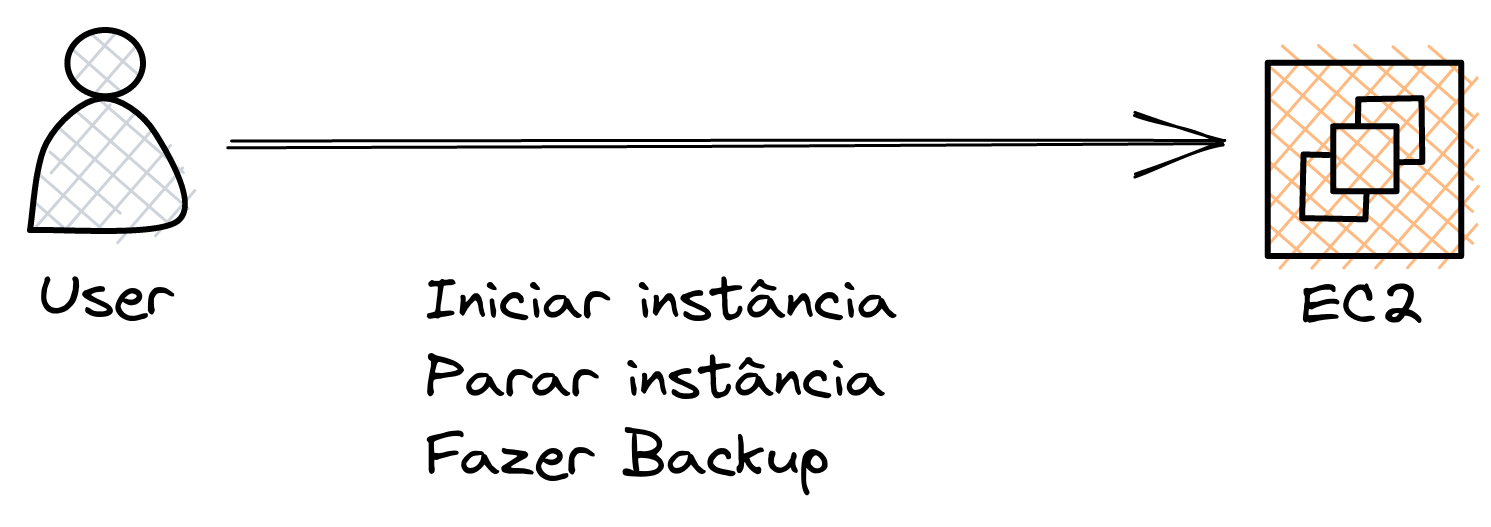 User
Iniciar instância
Parar instância
Fazer Backup
EC2